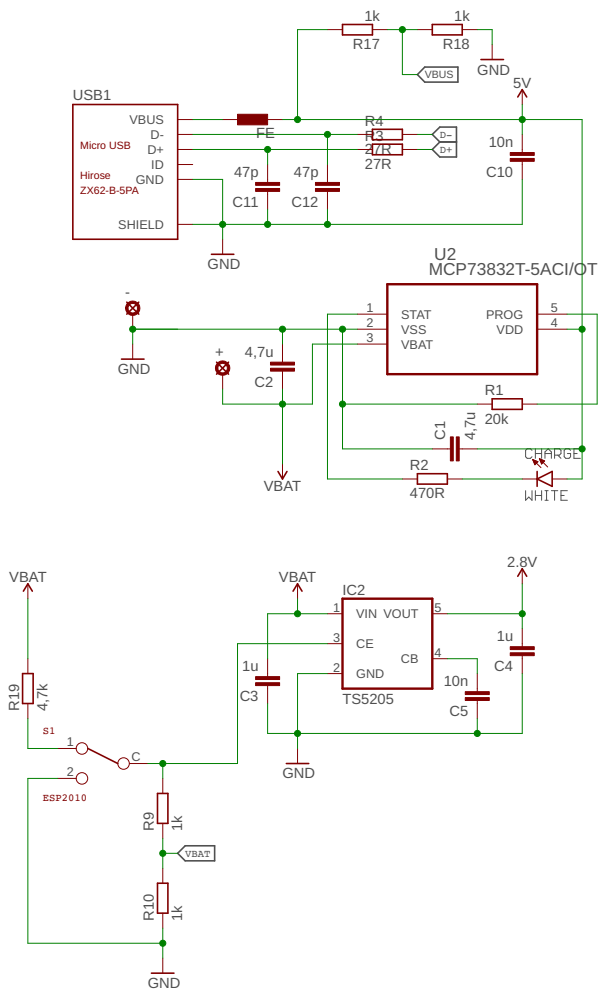 1k
1k
R17
R18
VBUS
GND
5V
USB1
VBUS
D-
D+
ID
GND
SHIELD
Micro USB
Hirose
ZX62-B-5PA
FE
R4
R3
27R
27R
D-
D+
47p
C11
47p
C12
10n
C10
GND
U2
MCP73832T-5ACI/OT
1
2
3
STAT
VSS
VBAT
PROG
VDD
5
4
-
GND
+
4,7u
C2
VBAT
R1
20k
C1
4,7u
R2
470R
CHARGE
WHITE
VBAT
R19
4,7k
S1
1
2
C
ESP2010
R9
1k
VBAT
R10
1k
GND
VBAT
IC2
1
3
2
VIN
VOUT
CE
GND
CB
5
4
TS5205
1u
C3
10n
C5
1u
C4
2.8V
GND